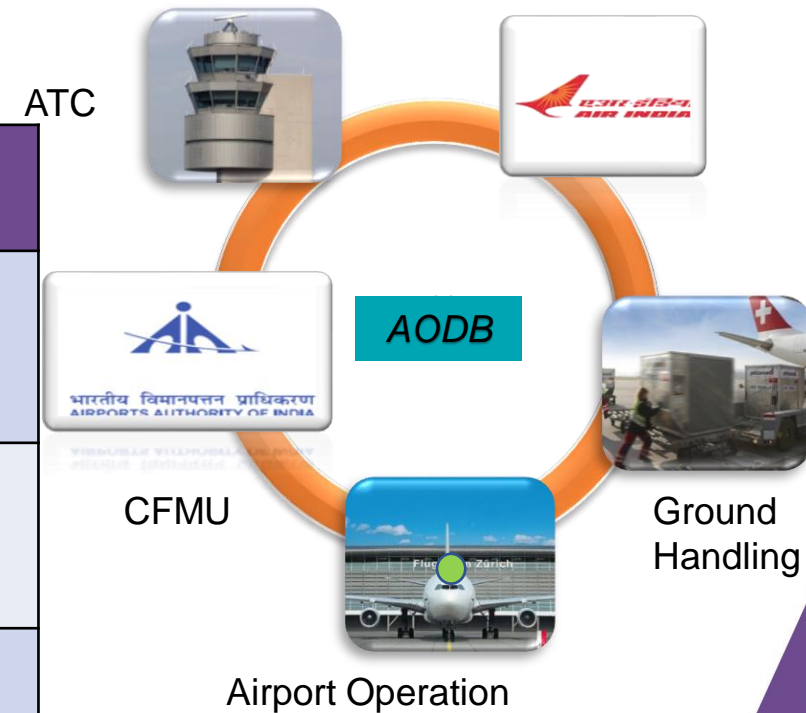 ATC
एअर इंडिया
AIR INDIA
AODB
भारतीय विमानपत्तन प्राधिकरण
AIRPORTS AUTHORITY OF INDIA
CFMU
Ground
Handling
Zürich
Airport Operation